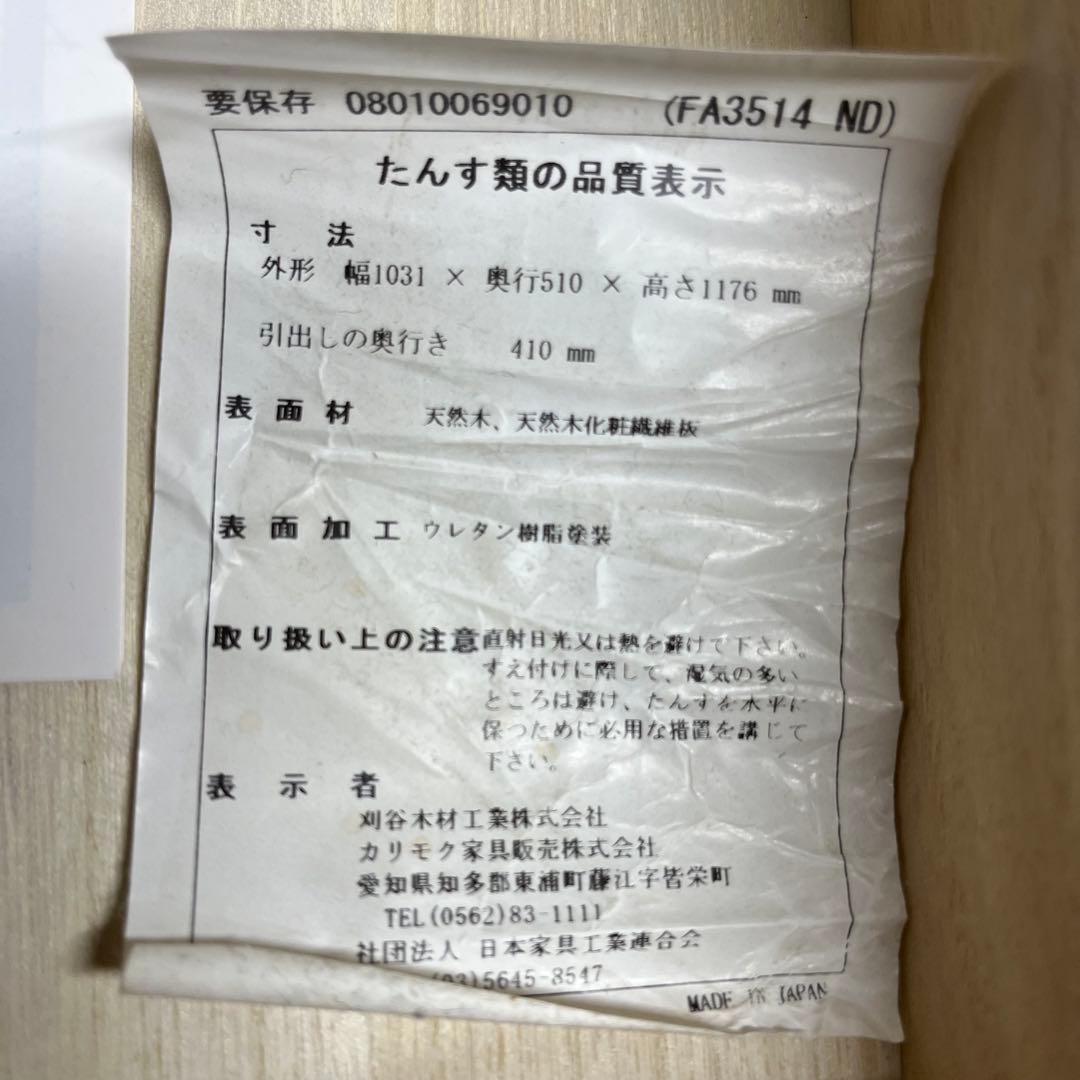 要保存 08010069010 (FA3514 ND)
たんす類の品質表示
寸 法
外形 幅1031 × 奥行510 × 高さ1176 mm
引出しの奥行き 410 mm
表面材 天然木、天然木化粧繊維板
表面加工 ウレタン樹脂塗装
取り扱い上の注意 直射日光又は熱を避けて下さい。
すえ付けに際して、湿気の多い
ところは避け、たんすを水平に
保つために必用な措置を講じて
下さい。
表示者
刈谷木材工業株式会社
カリモク家具販売株式会社
愛知県知多郡東浦町藤江字皆栄町
TEL(0562)83-1111
社団法人 日本家具工業連合会
(03)5645-8547
MADE IN JAPAN